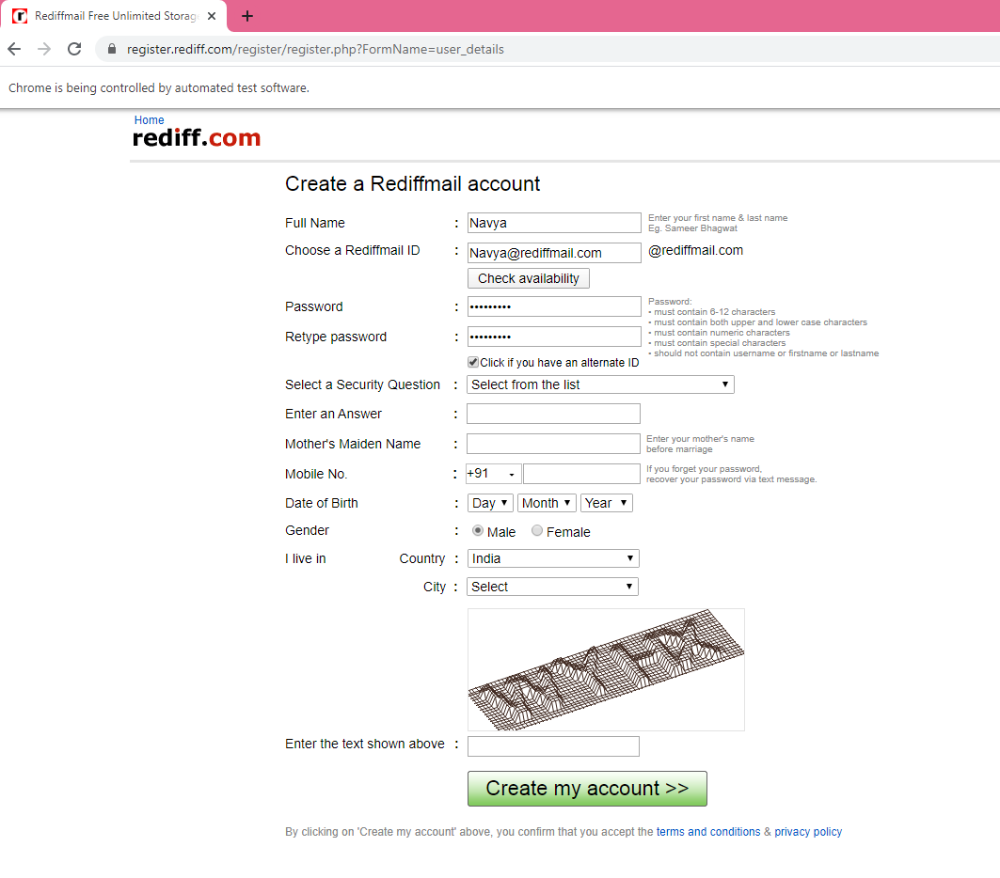 Rediffmail Free Unlimited Storag
register.rediff.com/register/register.php?FormName=user_details
Chrome is being controlled by automated test software.
Home
rediff.com
Create a Rediffmail account
Full Name : Navya Enter your first name & last name
Eg. Sameer Bhagwat
Choose a Rediffmail ID : Navya@rediffmail.com @rediffmail.com
Check availability
Password : ••••••••• Password:
• must contain 6-12 characters
• must contain both upper and lower case characters
Retype password : ••••••••• • must contain numeric characters
• must contain special characters
• should not contain username or firstname or lastname
Click if you have an alternate ID
Select a Security Question : Select from the list
Enter an Answer :
Mother's Maiden Name : Enter your mother's name
before marriage
Mobile No. : +91 If you forget your password,
recover your password via text message.
Date of Birth : Day Month Year
Gender : Male Female
I live in Country : India
City : Select
Enter the text shown above :
Create my account >>
By clicking on 'Create my account' above, you confirm that you accept the terms and conditions & privacy policy